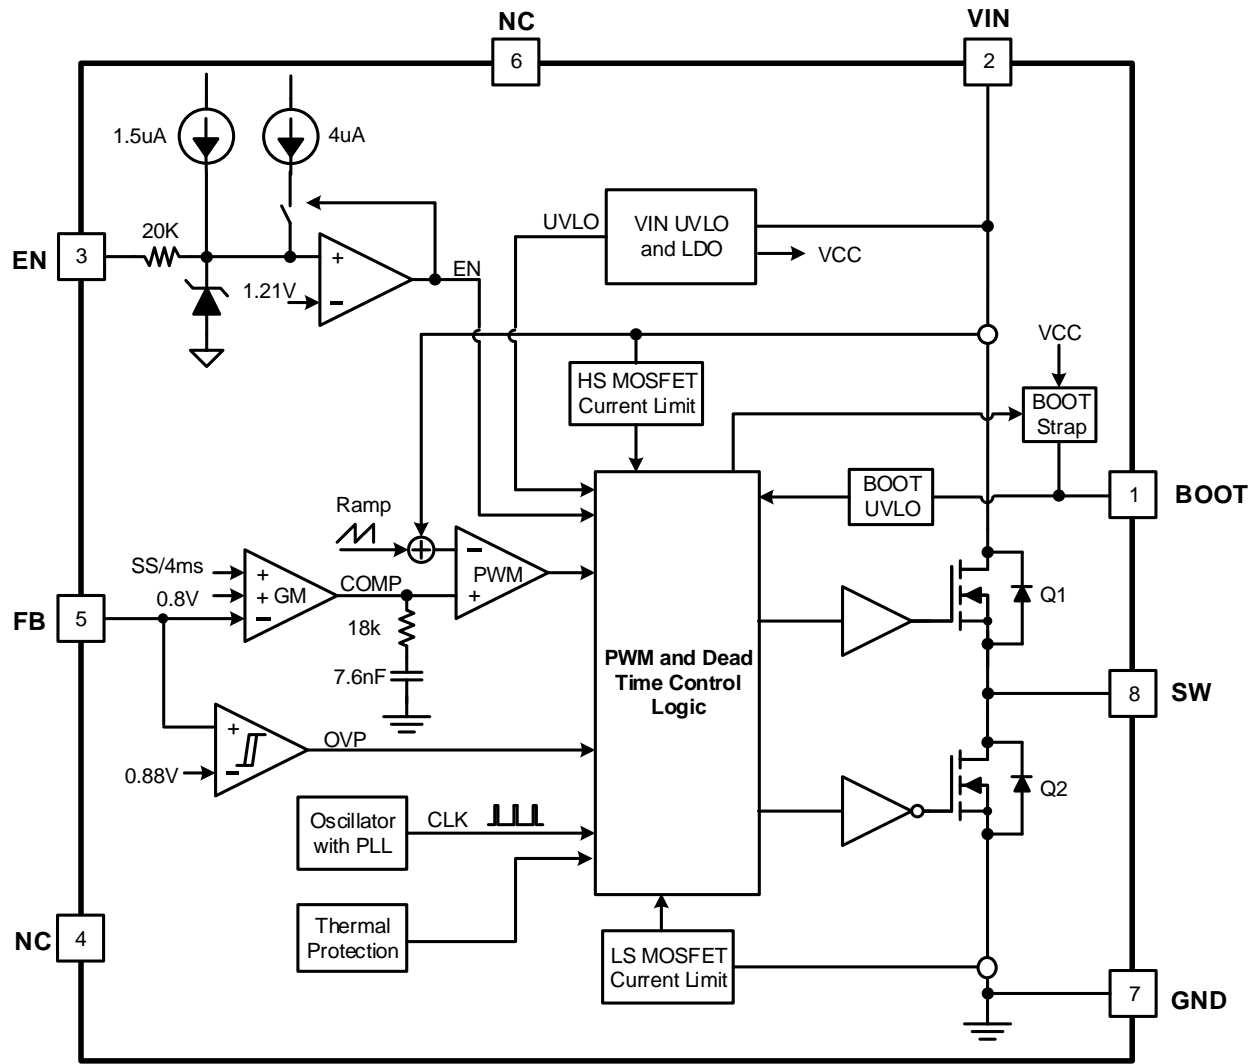 NC
6
VIN
2
1.5uA
4uA
20K
EN
3
+
−
1.21V
EN
UVLO
VIN UVLO
and LDO
VCC
HS MOSFET
Current Limit
VCC
BOOT
Strap
BOOT
UVLO
1
BOOT
Ramp
+
−
+
PWM
SS/4ms
0.8V
+
+
−
GM
COMP
FB
5
18k
7.6nF
PWM and Dead
Time Control
Logic
Q1
8
SW
+
−
0.88V
OVP
Q2
Oscillator
with PLL
CLK
Thermal
Protection
NC
4
LS MOSFET
Current Limit
7
GND